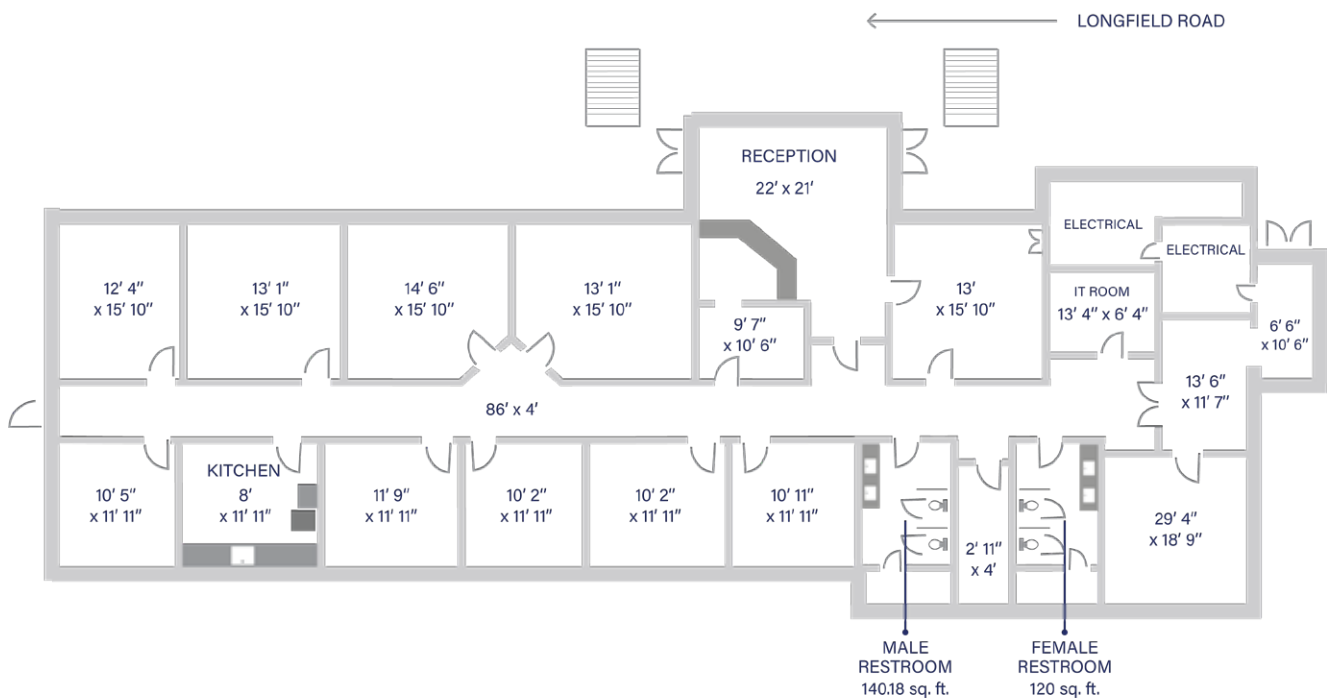 LONGFIELD ROAD
RECEPTION
22’ x 21’
ELECTRICAL
ELECTRICAL
12’ 4”
x 15’ 10”
13’ 1”
x 15’ 10”
14’ 6”
x 15’ 10”
13’ 1”
x 15’ 10”
13’
x 15’ 10”
IT ROOM
13’ 4” x 6’ 4”
9’ 7”
x 10’ 6”
6’ 6”
x 10’ 6”
13’ 6”
x 11’ 7”
86’ x 4’
10’ 5”
x 11’ 11”
KITCHEN
8’
x 11’ 11”
11’ 9”
x 11’ 11”
10’ 2”
x 11’ 11”
10’ 2”
x 11’ 11”
10’ 11”
x 11’ 11”
2’ 11”
x 4’
29’ 4”
x 18’ 9”
MALE
RESTROOM
140.18 sq. ft.
FEMALE
RESTROOM
120 sq. ft.